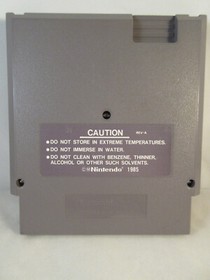 CAUTION REV-A
•DO NOT STORE IN EXTREME TEMPERATURES.
•DO NOT IMMERSE IN WATER.
•DO NOT CLEAN WITH BENZENE, THINNER,
ALCOHOL OR OTHER SUCH SOLVENTS.
©®Nintendo® 1985